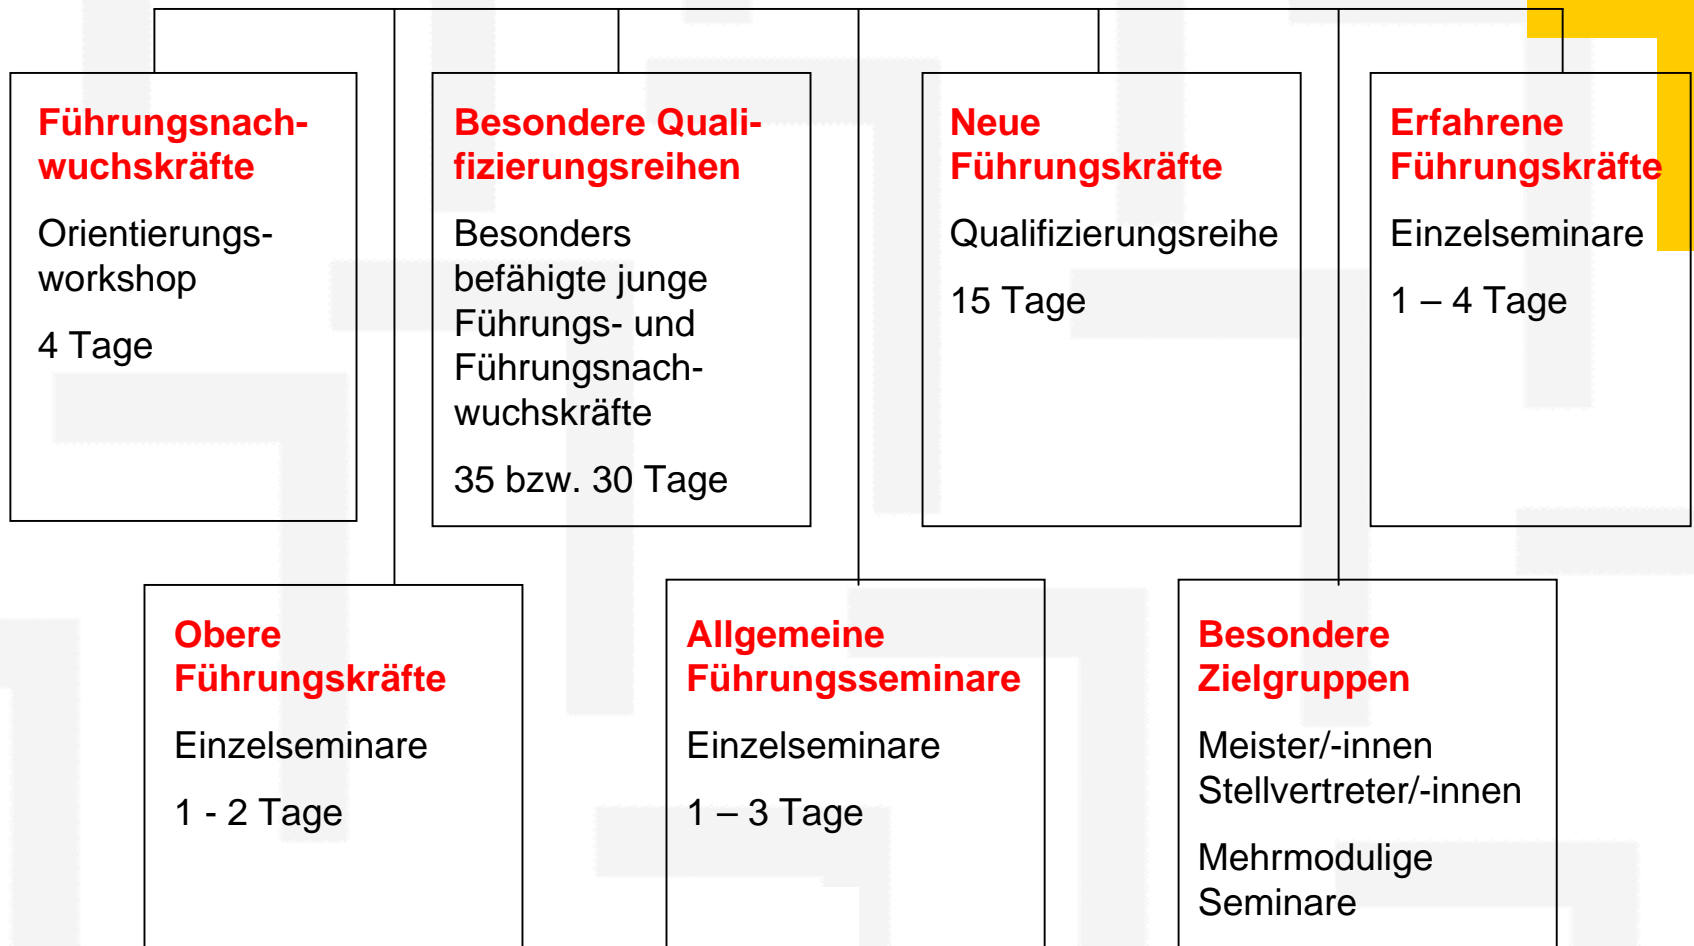 Führungsnach-
wuchskräfte
Orientierungs-
workshop
4 Tage
Besondere Quali-
fizierungsreihen
Besonders
befähigte junge
Führungs- und
Führungsnach-
wuchskräfte
35 bzw. 30 Tage
Neue
Führungskräfte
Qualifizierungsreihe
15 Tage
Erfahrene
Führungskräfte
Einzelseminare
1 – 4 Tage
Obere
Führungskräfte
Einzelseminare
1 - 2 Tage
Allgemeine
Führungsseminare
Einzelseminare
1 – 3 Tage
Besondere
Zielgruppen
Meister/-innen
Stellvertreter/-innen
Mehrmodulige
Seminare